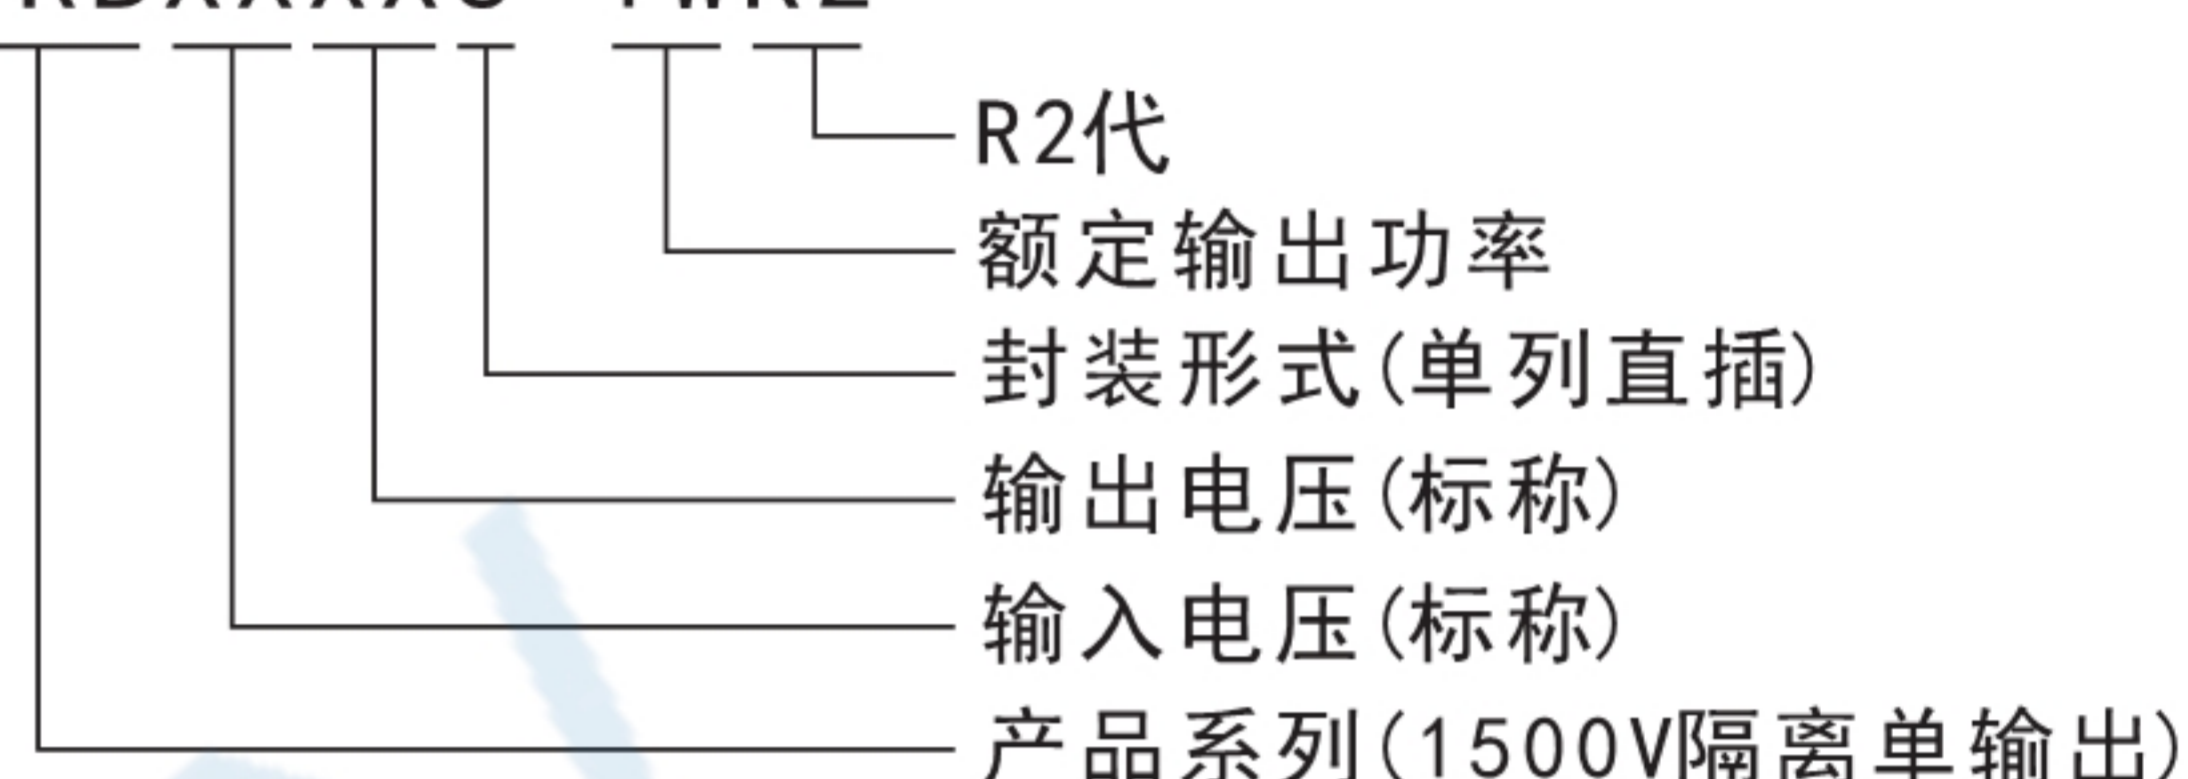 R2代
额定输出功率
封装形式(单列直插)
输出电压(标称)
输入电压(标称)
产品系列(1500V隔离单输出)